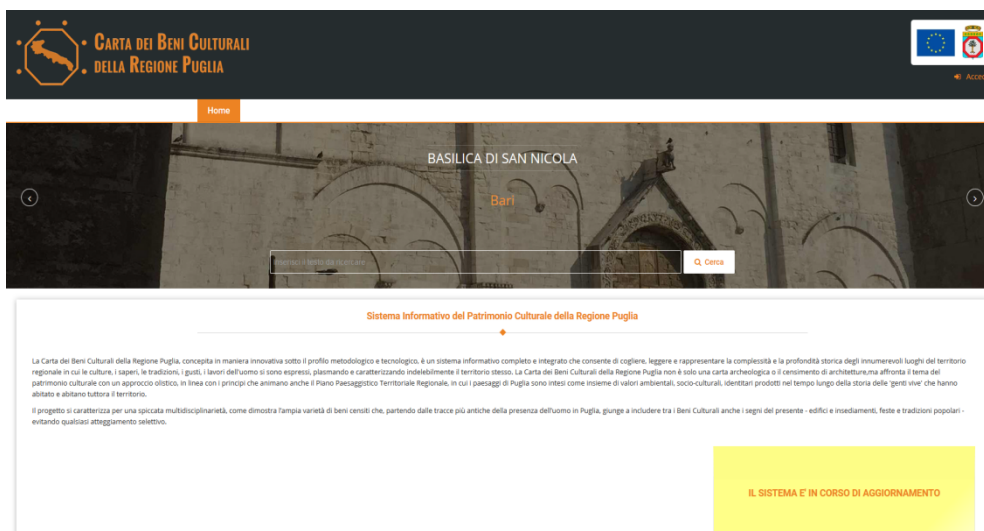 CARTA DEI BENI CULTURALI
DELLA REGIONE PUGLIA
Home
BASILICA DI SAN NICOLA
Bari
Inserisci il testo da ricercare
Cerca
Sistema Informativo del Patrimonio Culturale della Regione Puglia
La Carta dei Beni Culturali della Regione Puglia, concepita in maniera innovativa sotto il profilo metodologico e tecnologico, è un sistema informativo completo e integrato che consente di cogliere, leggere e rappresentare la complessità e la profondità storica degli innumerevoli luoghi del territorio
regionale in cui le culture, i saperi, le tradizioni, i gusti, i lavori dell'uomo si sono espressi, plasmando e caratterizzando indelebilmente il territorio stesso. La Carta dei Beni Culturali della Regione Puglia non è solo una carta archeologica o il censimento di architetture,ma affronta il tema del
patrimonio culturale con un approccio olistico, in linea con i principi che animano anche il Piano Paesaggistico Territoriale Regionale, in cui i paesaggi di Puglia sono intesi come insieme di valori ambientali, socio-culturali, identitari prodotti nel tempo lungo della storia delle 'genti vive' che hanno
abitato e abitano tuttora il territorio.
Il progetto si caratterizza per una spiccata multidisciplinarietà, come dimostra l'ampia varietà di beni censiti che, partendo dalle tracce più antiche della presenza dell'uomo in Puglia, giunge a includere tra i Beni Culturali anche i segni del presente - edifici e insediamenti, feste e tradizioni popolari -
evitando qualsiasi atteggiamento selettivo.
IL SISTEMA E' IN CORSO DI AGGIORNAMENTO